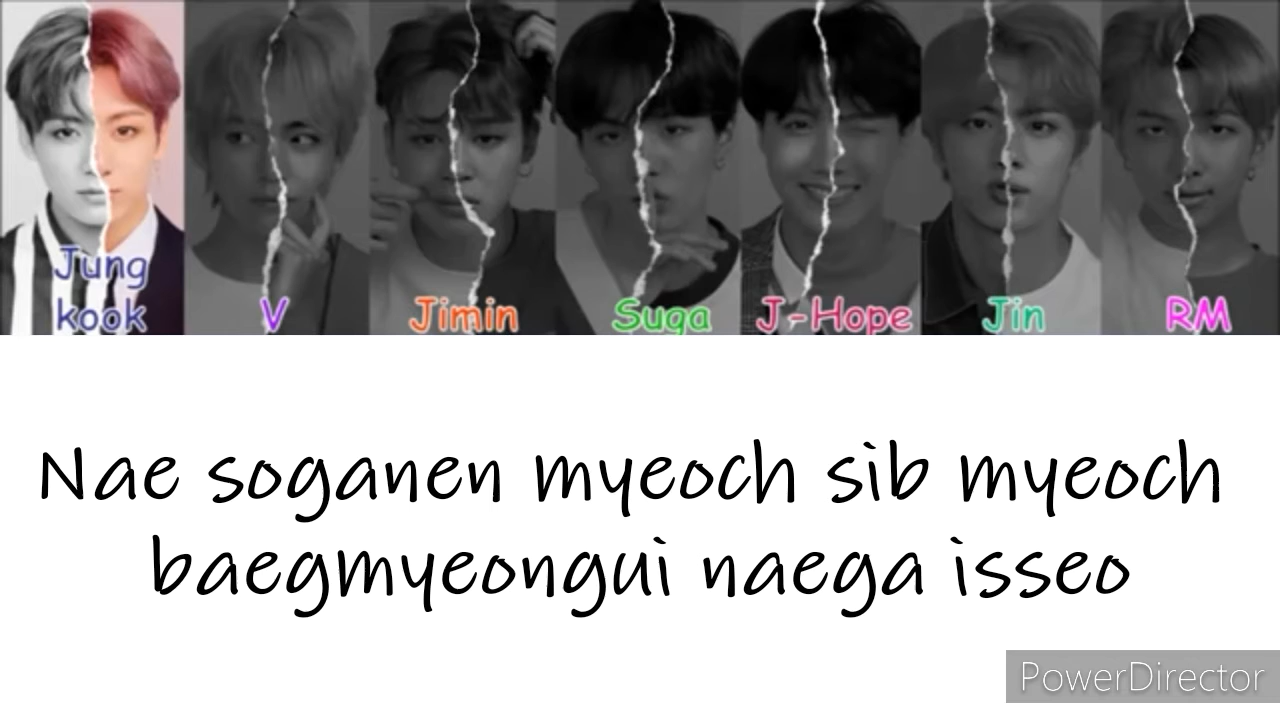 Jung
kook
V
Jimin
Suga
J-Hope
Jin
RM
Nae soganen myeoch sib myeoch
baegmyeongui naega isseo
PowerDirector